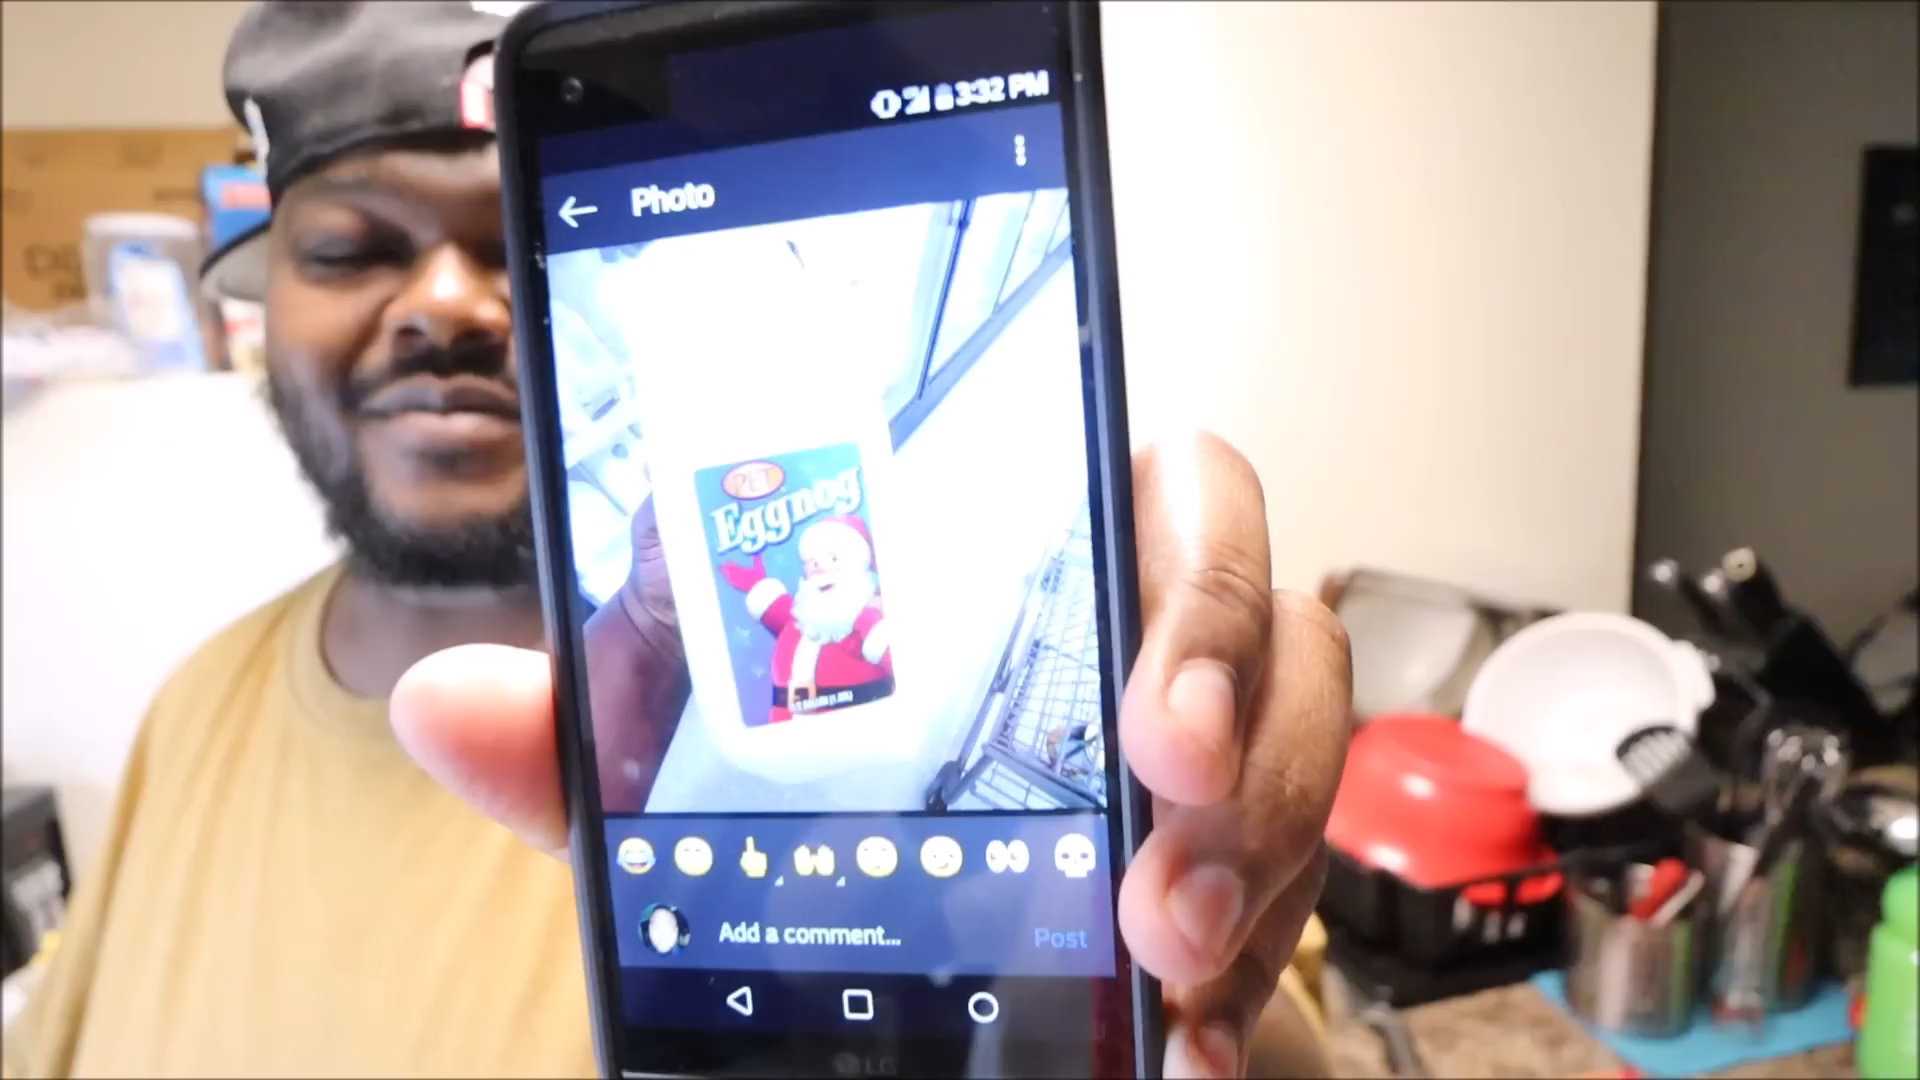 3:32 PM
Photo
PET
Eggnog
Add a comment...
Post
LG